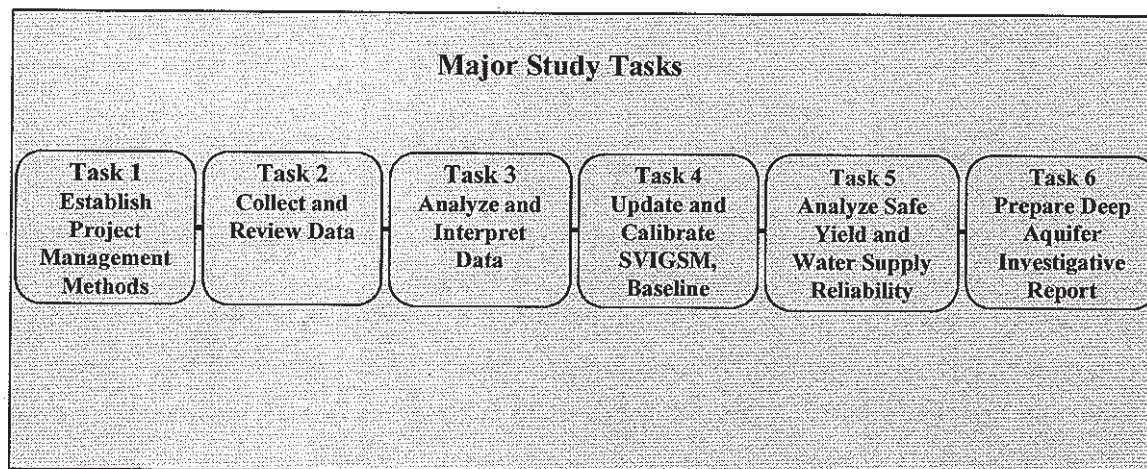 Major Study Tasks
Task 1
Establish
Project
Management
Methods
Task 2
Collect and
Review Data
Task 3
Analyze and
Interpret
Data
Task 4
Update and
Calibrate
SVIGSM,
Baseline
Task 5
Analyze Safe
Yield and
Water Supply
Reliability
Task 6
Prepare Deep
Aquifer
Investigative
Report